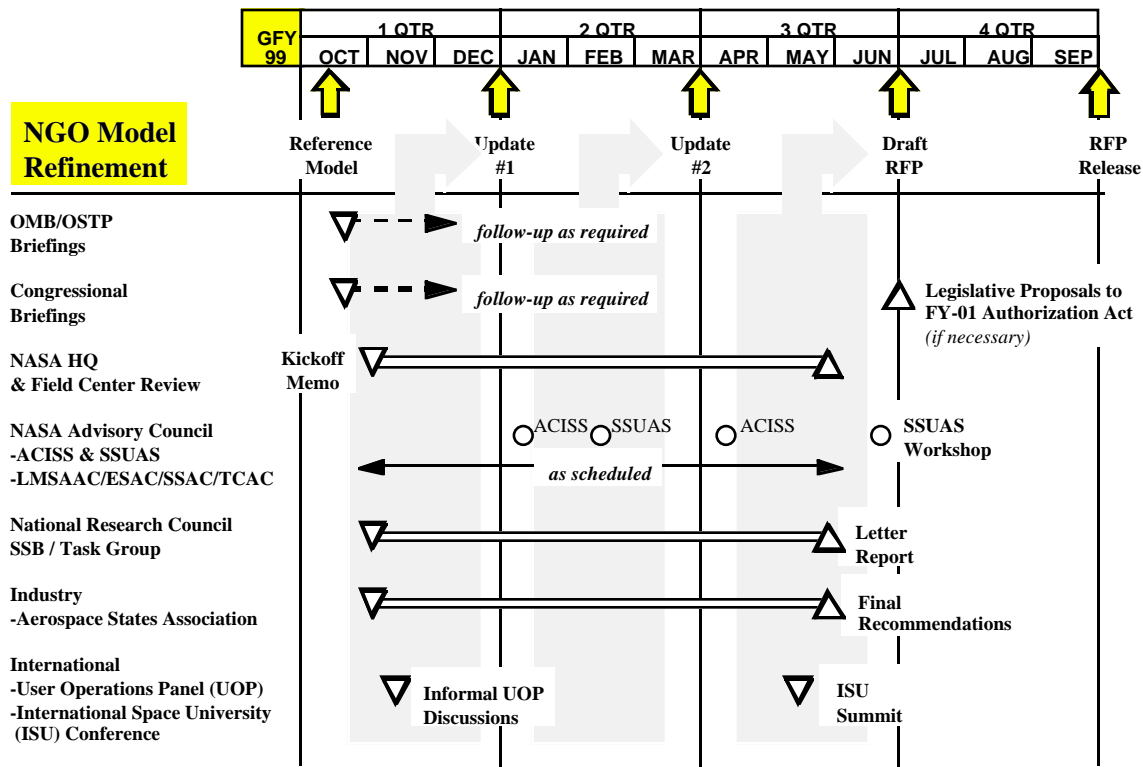 GFY 99
1 QTR 2 QTR 3 QTR 4 QTR
OCT NOV DEC JAN FEB MAR APR MAY JUN JUL AUG SEP
NGO Model
Refinement
Reference
Model
Update
#1
Update
#2
Draft
RFP
RFP
Release
OMB/OSTP
Briefings
follow-up as required
Congressional
Briefings
follow-up as required
Legislative Proposals to
FY-01 Authorization Act
(if necessary)
NASA HQ
& Field Center Review
Kickoff
Memo
NASA Advisory Council
-ACISS & SSUAS
-LMSAAC/ESAC/SSAC/TCAC
ACISS SSUAS ACISS
SSUAS
Workshop
as scheduled
National Research Council
SSB / Task Group
Letter
Report
Industry
-Aerospace States Association
Final
Recommendations
International
-User Operations Panel (UOP)
-International Space University
(ISU) Conference
Informal UOP
Discussions
ISU
Summit